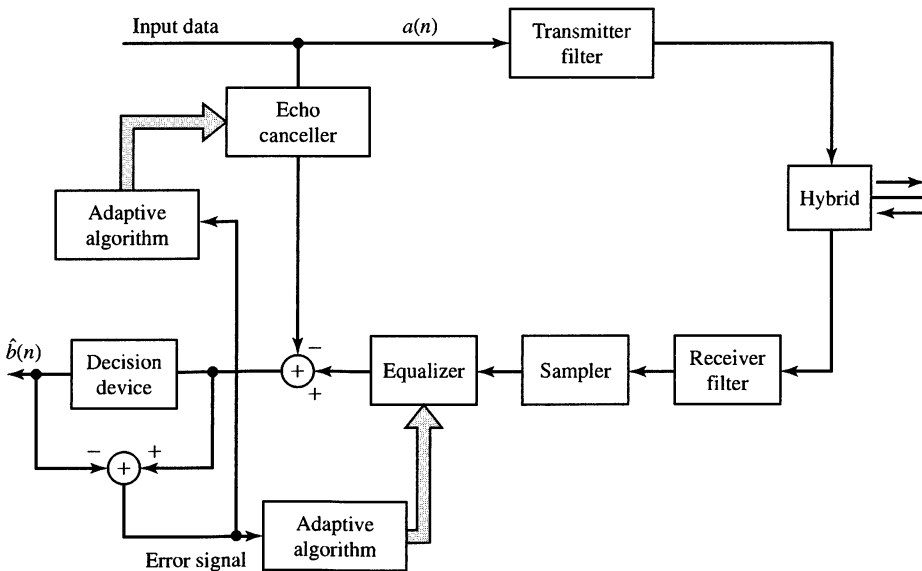 Input data
a(n)
Transmitter
filter
Echo
canceller
Hybrid
Adaptive
algorithm
b̂(n)
Decision
device
−
+
+
Equalizer
Sampler
Receiver
filter
−
+
+
Adaptive
algorithm
Error signal